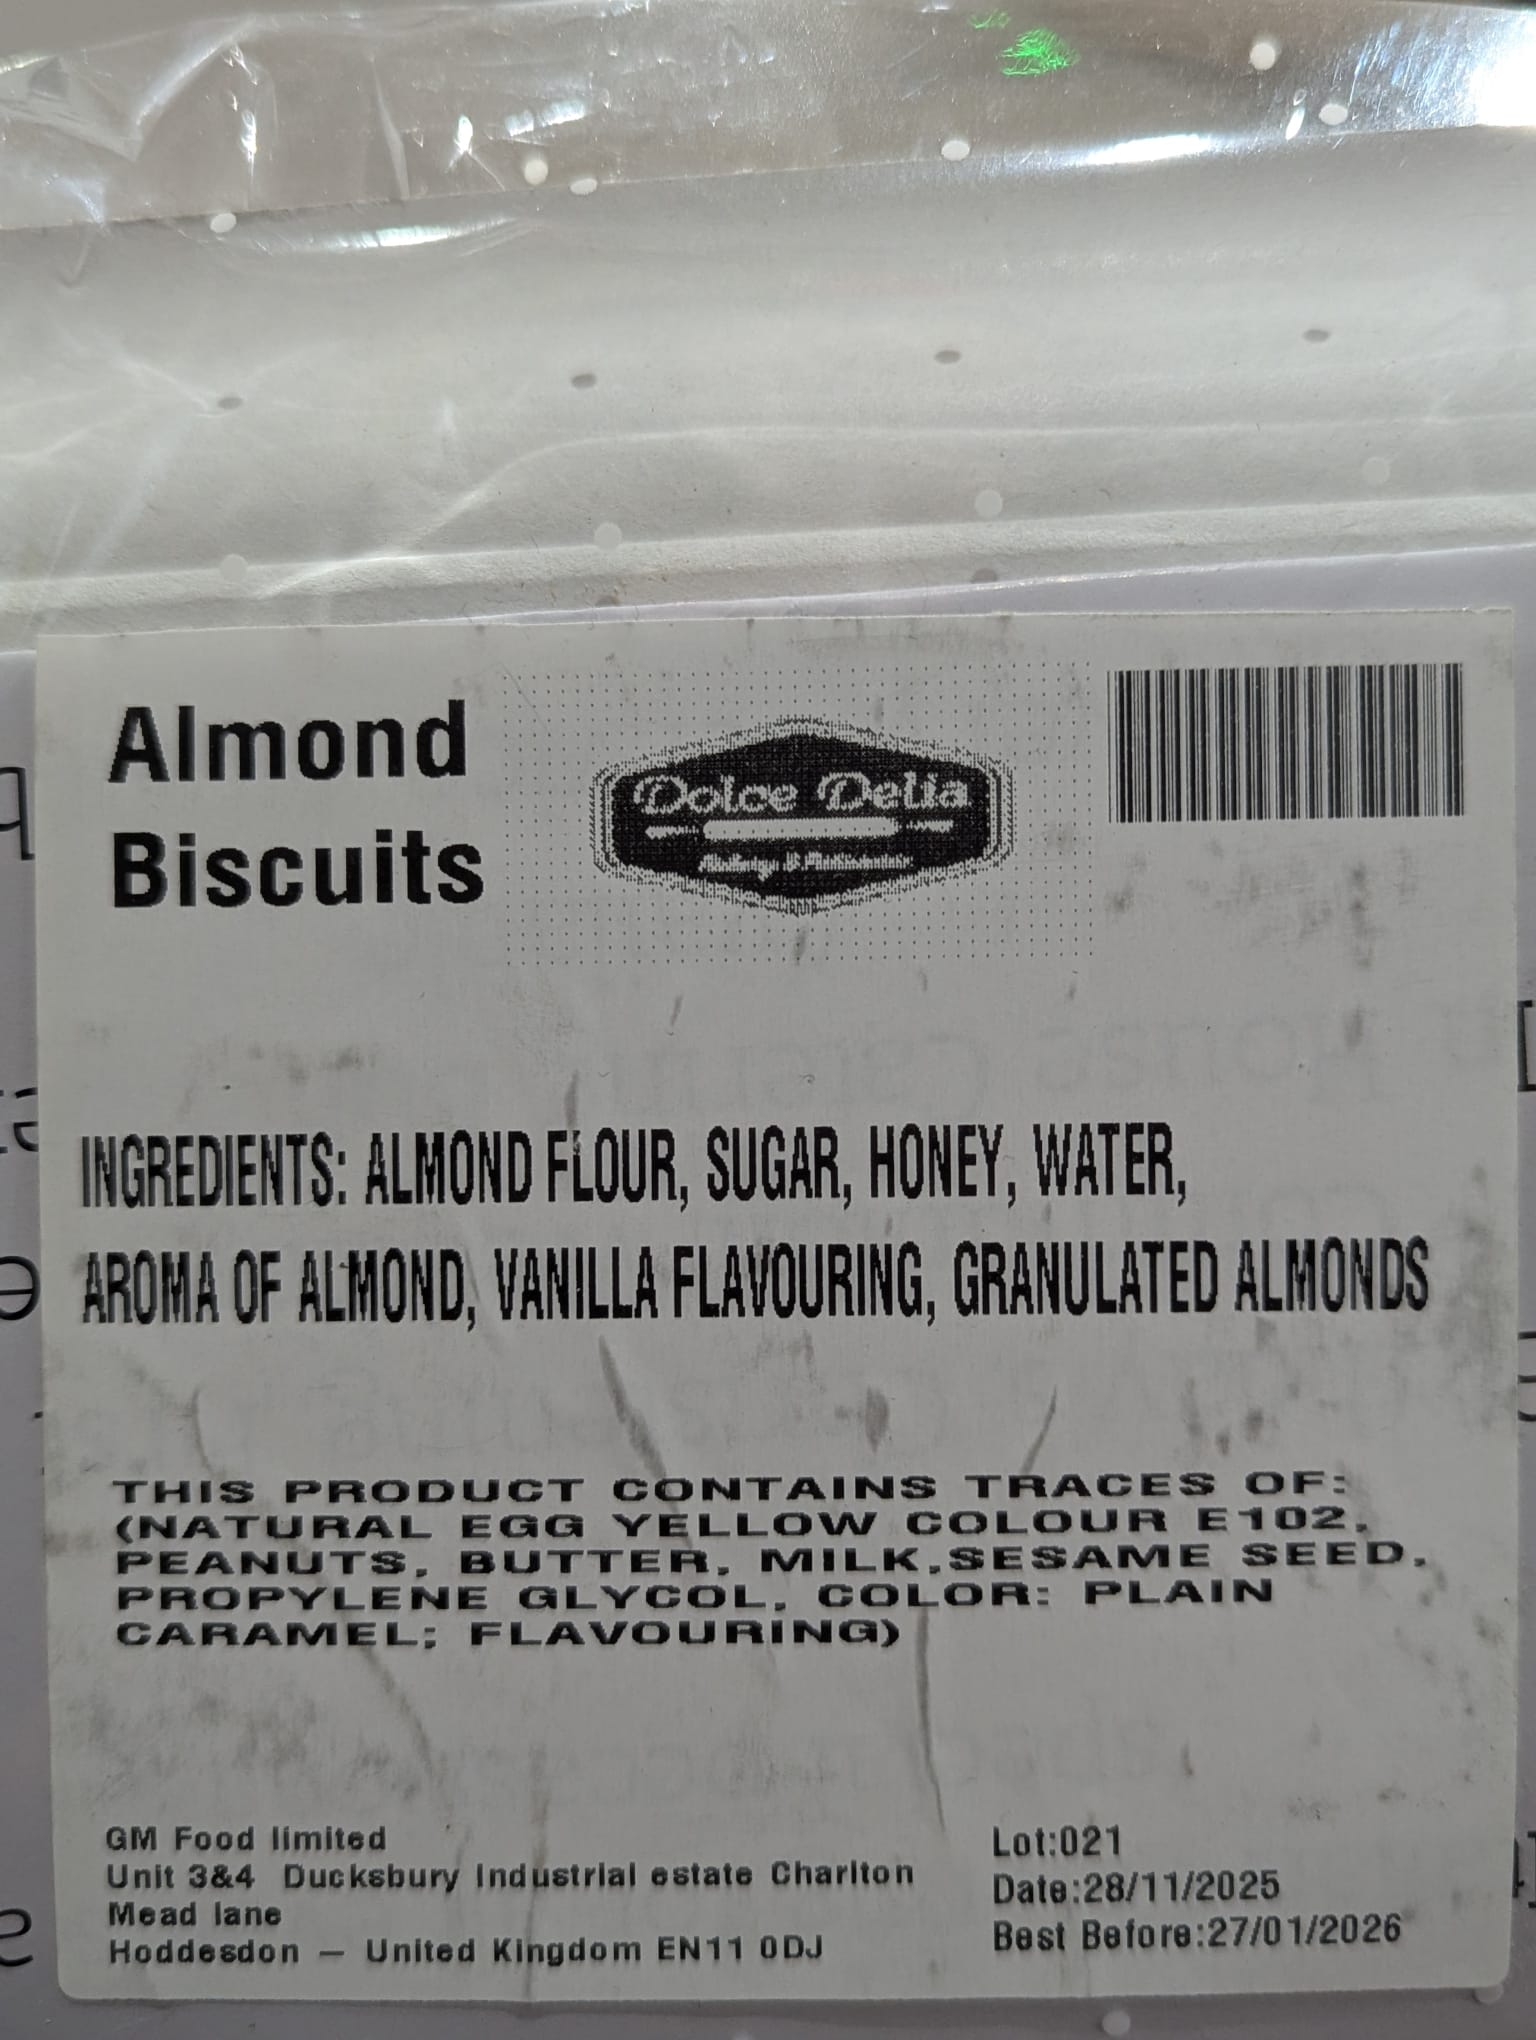 Almond
Biscuits
Dolce Delia
INGREDIENTS: ALMOND FLOUR, SUGAR, HONEY, WATER,
AROMA OF ALMOND, VANILLA FLAVOURING, GRANULATED ALMONDS
THIS PRODUCT CONTAINS TRACES OF:
(NATURAL EGG YELLOW COLOUR E102,
PEANUTS, BUTTER, MILK,SESAME SEED,
PROPYLENE GLYCOL, COLOR: PLAIN
CARAMEL; FLAVOURING)
GM Food limited
Unit 3&4 Ducksbury Industrial estate Charlton
Mead lane
Hoddesdon – United Kingdom EN11 0DJ
Lot:021
Date:28/11/2025
Best Before:27/01/2026